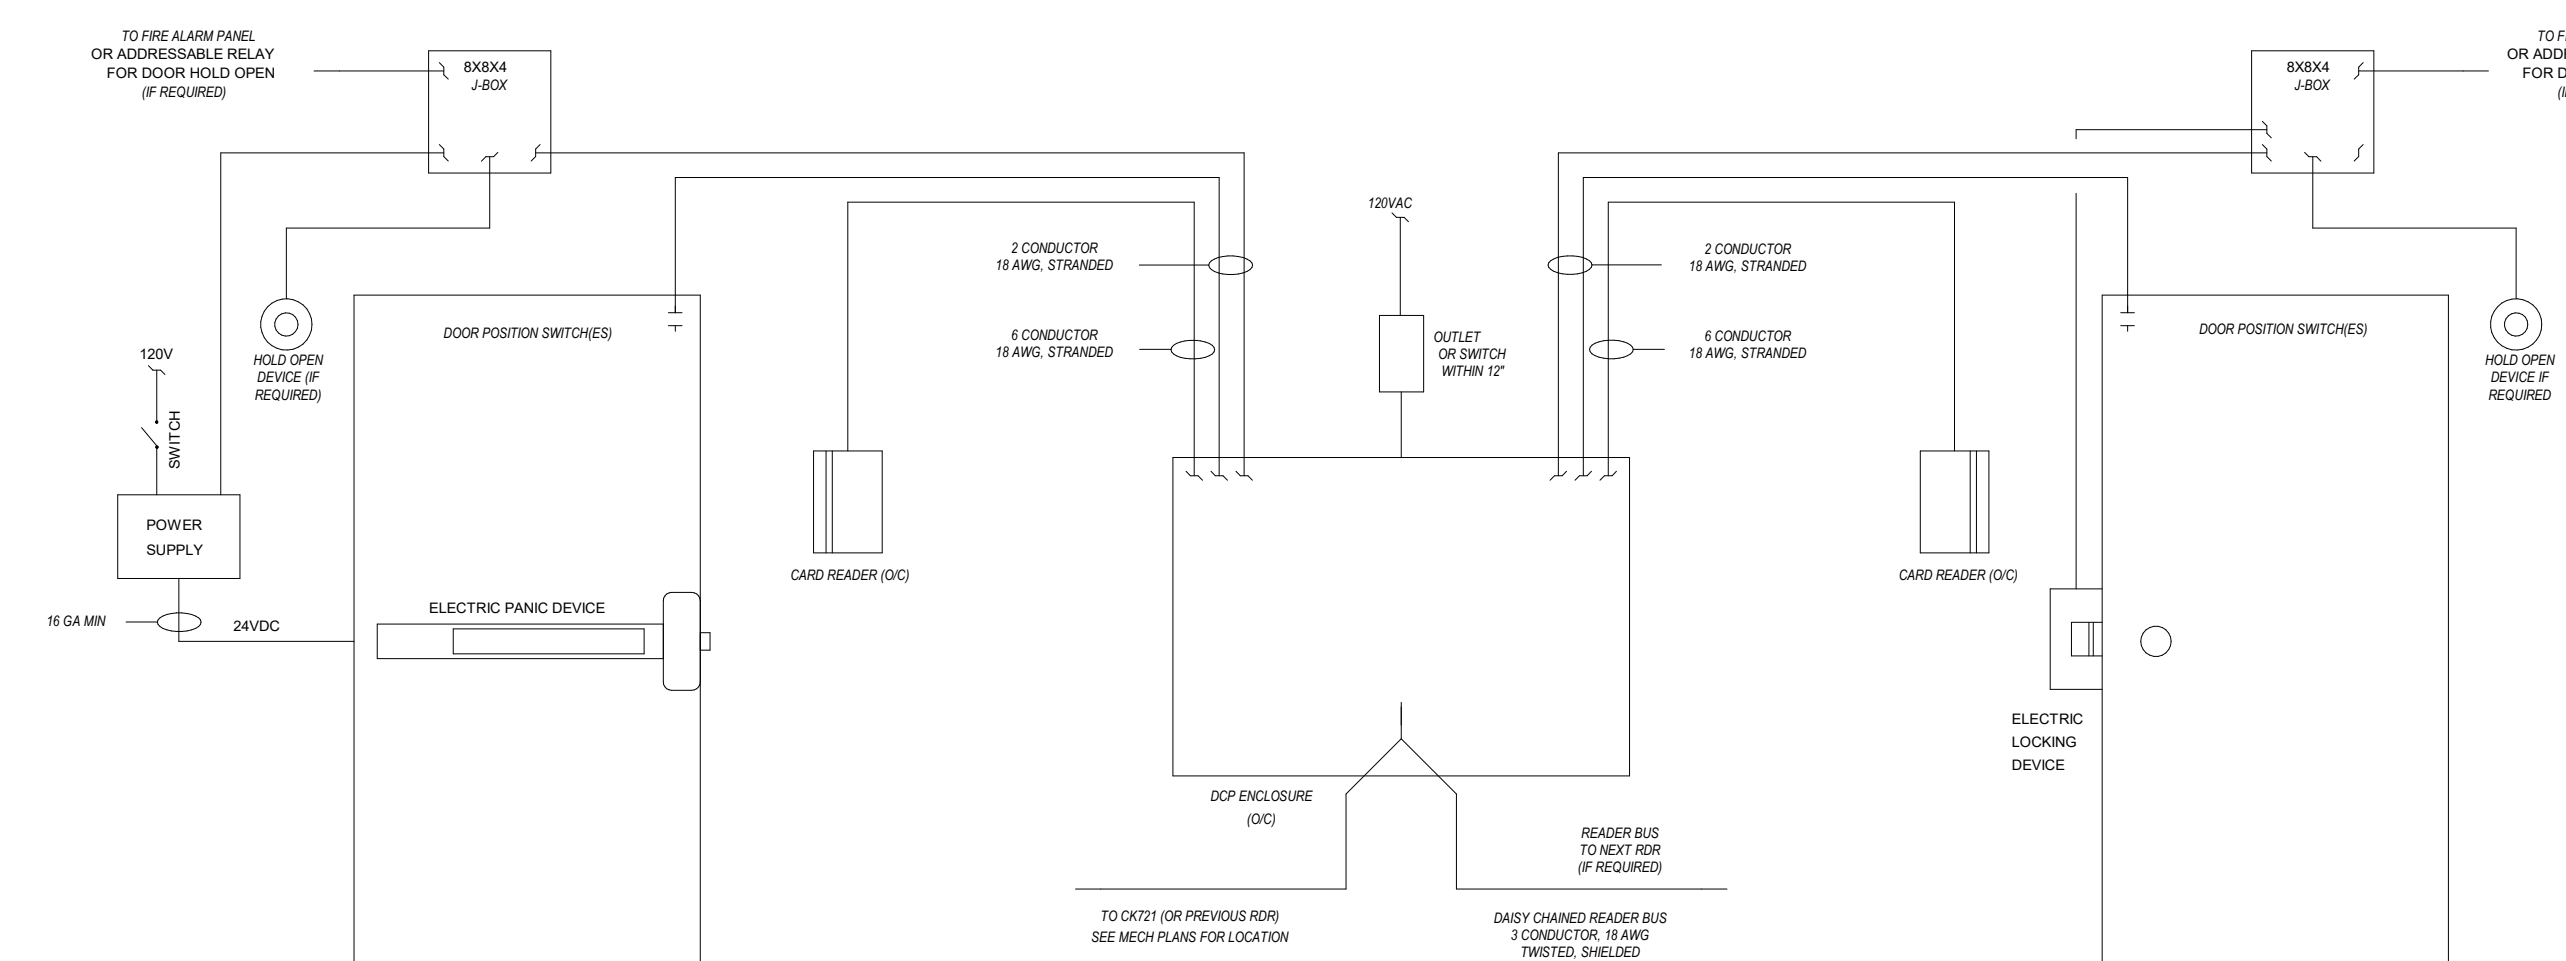 TO FIRE ALARM PANEL
OR ADDRESSABLE RELAY
FOR DOOR HOLD OPEN
(IF REQUIRED)
8X8X4
J-BOX
8X8X4
J-BOX
TO F
OR ADD
FOR D
120VAC
2 CONDUCTOR
18 AWG, STRANDED
2 CONDUCTOR
18 AWG, STRANDED
6 CONDUCTOR
18 AWG, STRANDED
OUTLET
OR SWITCH
WITHIN 12"
6 CONDUCTOR
18 AWG, STRANDED
DOOR POSITION SWITCH(ES)
DOOR POSITION SWITCH(ES)
120V
SWITCH
HOLD OPEN
DEVICE (IF
REQUIRED)
HOLD OPEN
DEVICE IF
REQUIRED
POWER
SUPPLY
CARD READER (O/C)
CARD READER (O/C)
16 GA MIN
24VDC
ELECTRIC PANIC DEVICE
ELECTRIC
LOCKING
DEVICE
DCP ENCLOSURE
(O/C)
READER BUS
TO NEXT RDR
(IF REQUIRED)
TO CK721 (OR PREVIOUS RDR)
SEE MECH PLANS FOR LOCATION
DAISY CHAINED READER BUS
3 CONDUCTOR, 18 AWG
TWISTED, SHIELDED